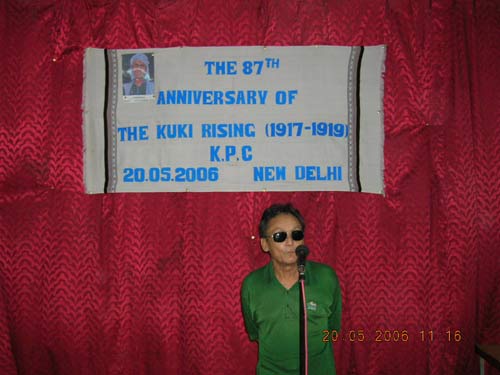 THE 87TH
ANNIVERSARY OF
THE KUKI RISING (1917-1919)
K.P.C
20.05.2006 NEW DELHI
20.05.2006 11.16